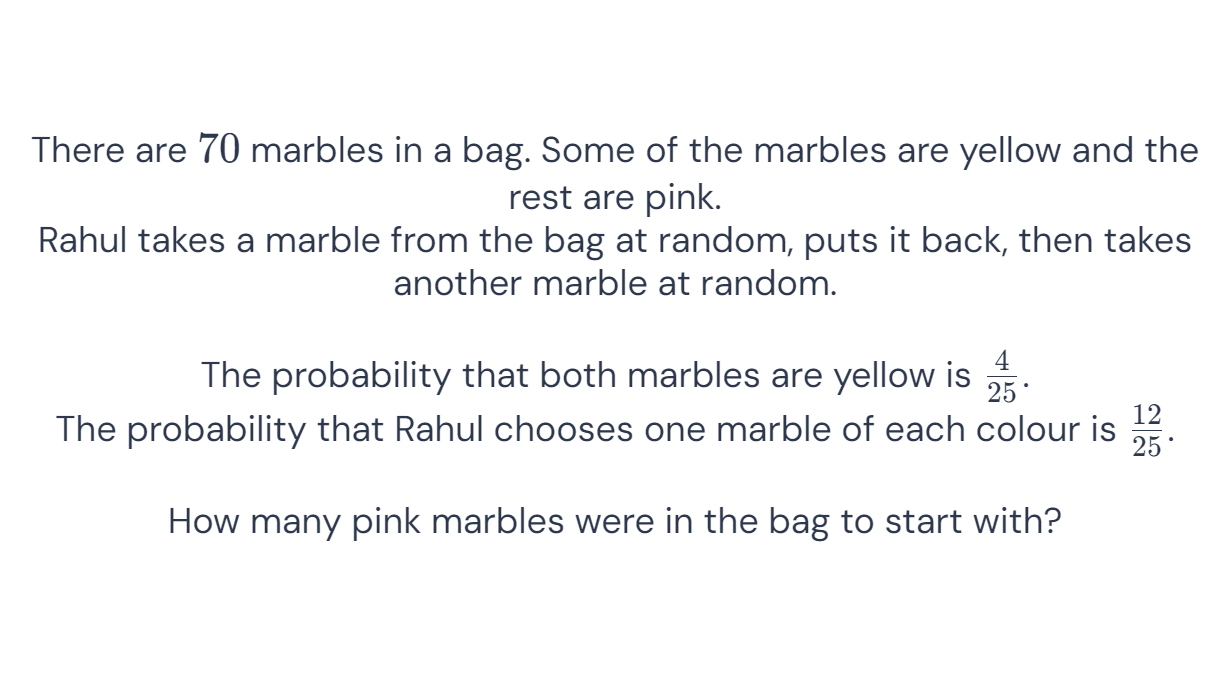 There are 70 marbles in a bag. Some of the marbles are yellow and the
rest are pink.
Rahul takes a marble from the bag at random, puts it back, then takes
another marble at random.
The probability that both marbles are yellow is 4/25.
The probability that Rahul chooses one marble of each colour is 12/25.
How many pink marbles were in the bag to start with?